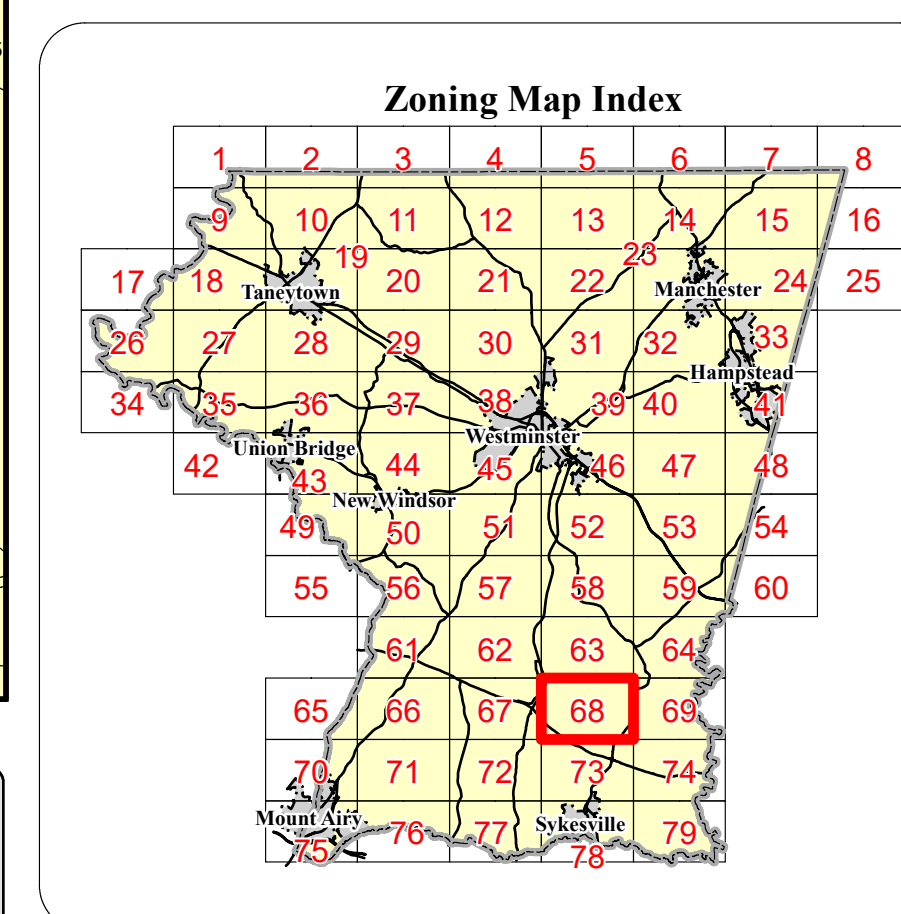 Zoning Map Index
1 2 3 4 5 6 7 8
9 10 11 12 13 14 15 16
17 18 19 20 21 22 23 24 25
Taneytown
Manchester
26 27 28 29 30 31 32 33
Hampstead
34 35 36 37 38 39 40 41
Westminster
Union Bridge
42 43 44 45 46 47 48
New Windsor
49 50 51 52 53 54
55 56 57 58 59 60
61 62 63 64
65 66 67 68 69
70 71 72 73 74
Mount Airy
Sykesville
75 76 77 78 79